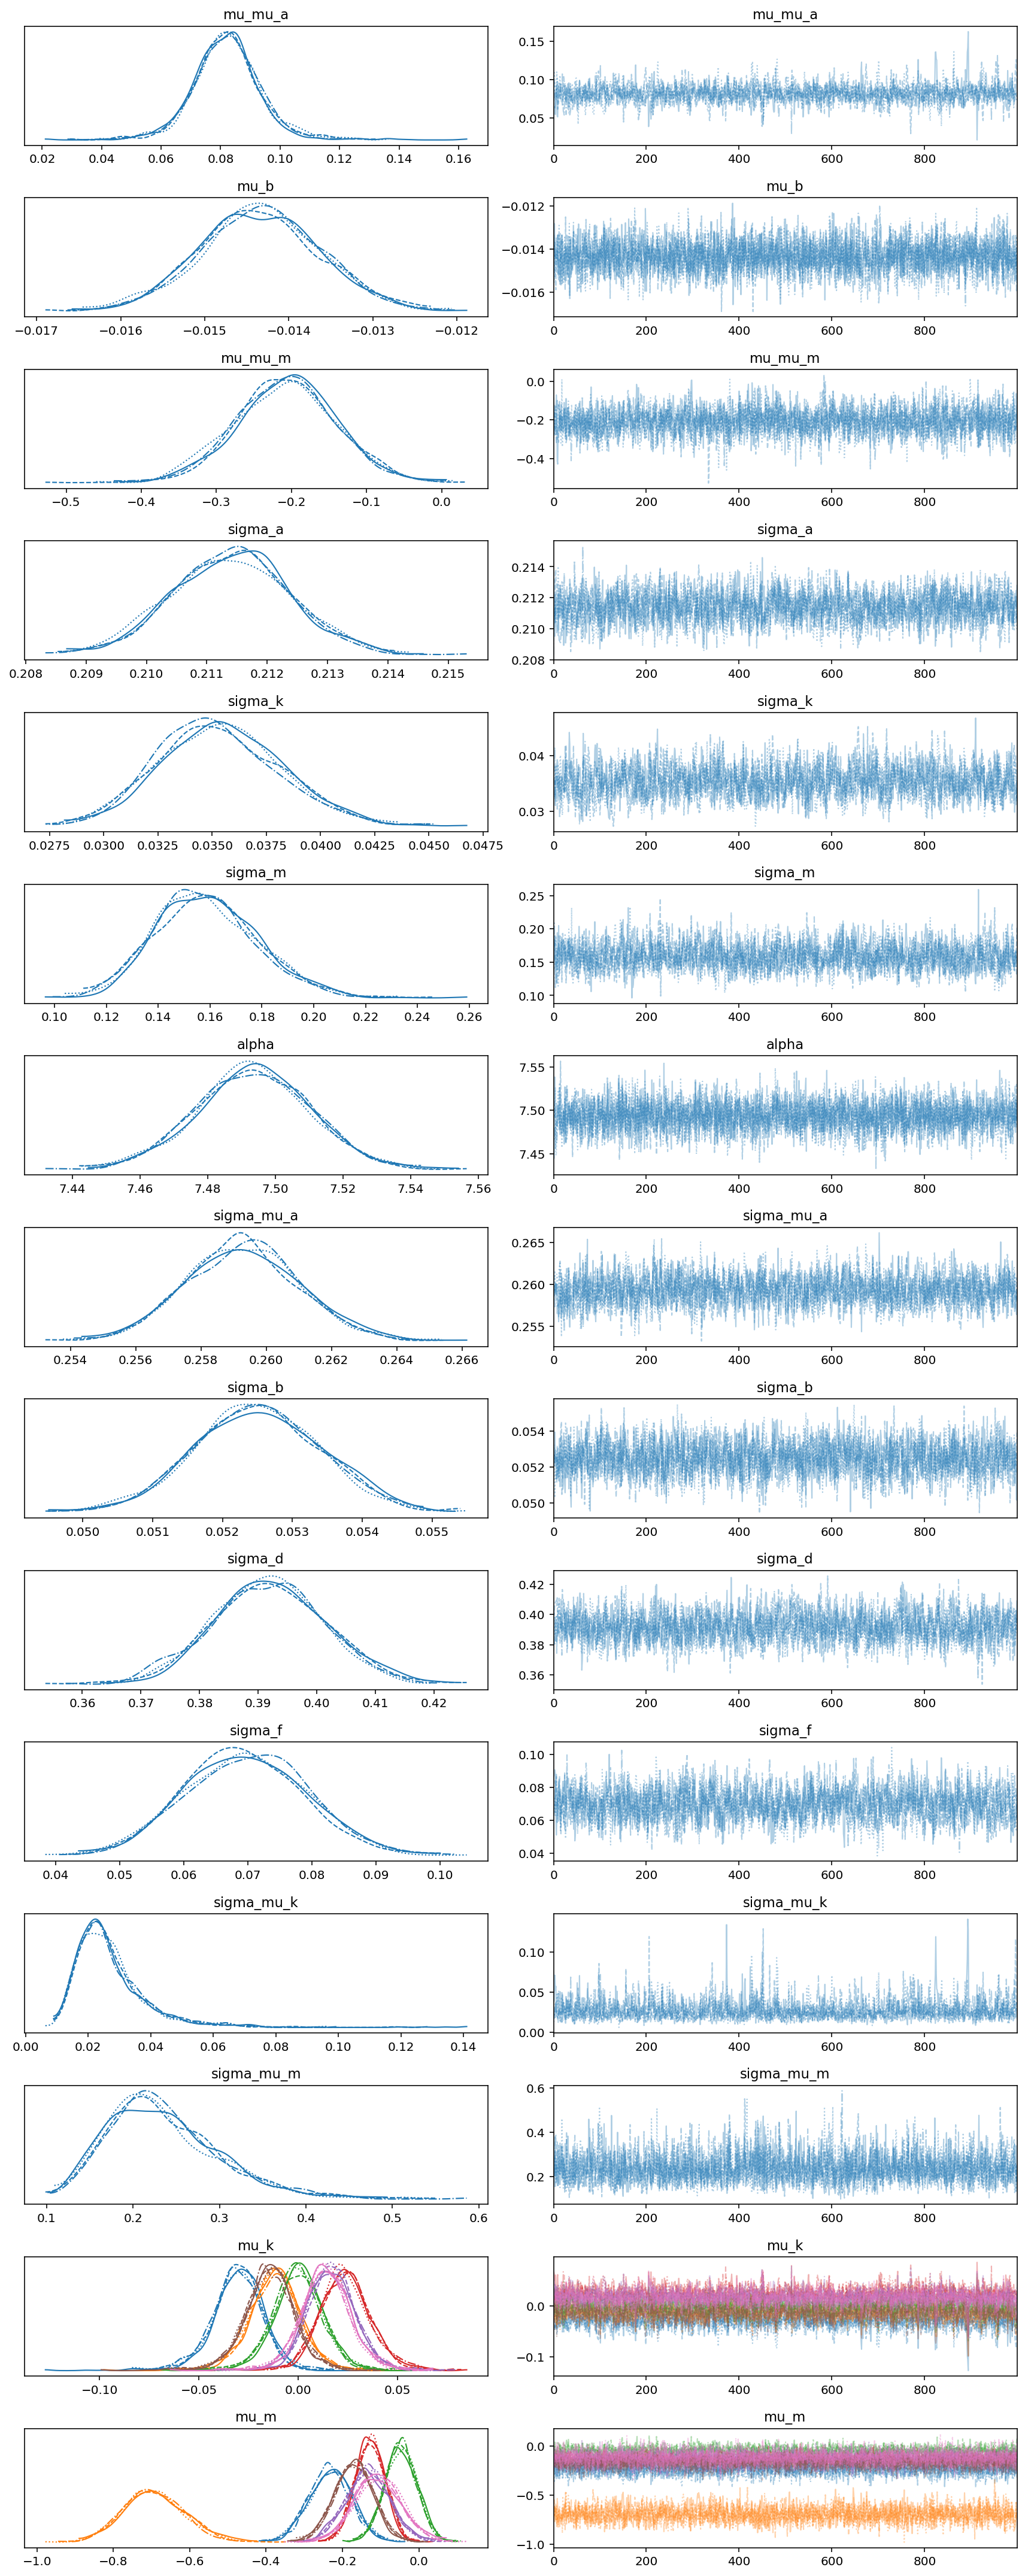 mu_mu_a mu_mu_a
0.15
0.10
0.05
0.02 0.04 0.06 0.08 0.10 0.12 0.14 0.16 0 200 400 600 800
mu_b mu_b
−0.012
−0.014
−0.016
−0.017 −0.016 −0.015 −0.014 −0.013 −0.012 0 200 400 600 800
mu_mu_m mu_mu_m
0.0
−0.2
−0.4
−0.5 −0.4 −0.3 −0.2 −0.1 0.0 0 200 400 600 800
sigma_a sigma_a
0.214
0.212
0.210
0.208
0.208 0.209 0.210 0.211 0.212 0.213 0.214 0.215 0 200 400 600 800
sigma_k sigma_k
0.04
0.03
0.0275 0.0300 0.0325 0.0350 0.0375 0.0400 0.0425 0.0450 0.0475 0 200 400 600 800
sigma_m sigma_m
0.25
0.20
0.15
0.10
0.10 0.12 0.14 0.16 0.18 0.20 0.22 0.24 0.26 0 200 400 600 800
alpha alpha
7.55
7.50
7.45
7.44 7.46 7.48 7.50 7.52 7.54 7.56 0 200 400 600 800
sigma_mu_a sigma_mu_a
0.265
0.260
0.255
0.254 0.256 0.258 0.260 0.262 0.264 0.266 0 200 400 600 800
sigma_b sigma_b
0.054
0.052
0.050
0.050 0.051 0.052 0.053 0.054 0.055 0 200 400 600 800
sigma_d sigma_d
0.42
0.40
0.38
0.36
0.36 0.37 0.38 0.39 0.40 0.41 0.42 0 200 400 600 800
sigma_f sigma_f
0.10
0.08
0.06
0.04
0.04 0.05 0.06 0.07 0.08 0.09 0.10 0 200 400 600 800
sigma_mu_k sigma_mu_k
0.10
0.05
0.00
0.00 0.02 0.04 0.06 0.08 0.10 0.12 0.14 0 200 400 600 800
sigma_mu_m sigma_mu_m
0.6
0.4
0.2
0.1 0.2 0.3 0.4 0.5 0.6 0 200 400 600 800
mu_k mu_k
0.0
−0.1
−0.10 −0.05 0.00 0.05 0 200 400 600 800
mu_m mu_m
0.0
−0.5
−1.0
−1.0 −0.8 −0.6 −0.4 −0.2 0.0 0 200 400 600 800